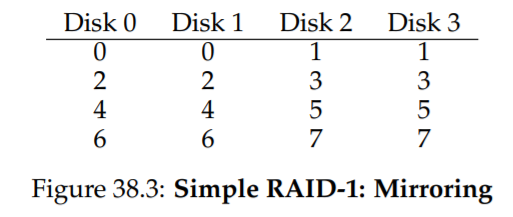 Disk 0 Disk 1 Disk 2 Disk 3
0 0 1 1
2 2 3 3
4 4 5 5
6 6 7 7
Figure 38.3: Simple RAID-1: Mirroring